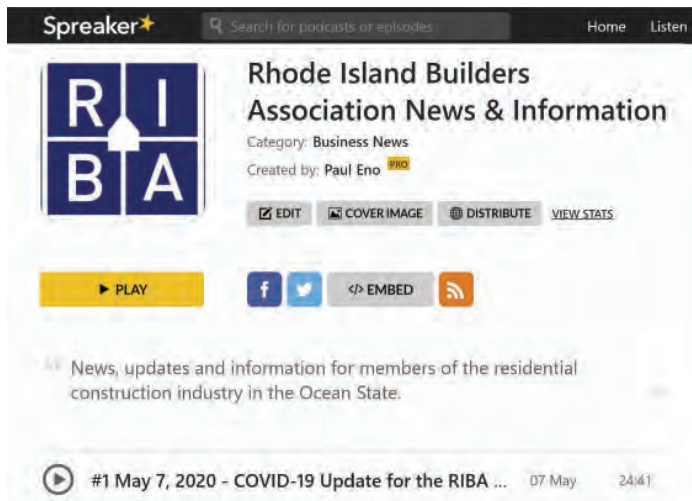 Spreaker
Search for podcasts or episodes
Home Listen
R I
B A
Rhode Island Builders
Association News & Information
Category: Business News
Created by: Paul Eno PRO
EDIT COVER IMAGE DISTRIBUTE VIEW STATS
PLAY f </> EMBED
“ News, updates and information for members of the residential
construction industry in the Ocean State. ”
#1 May 7, 2020 - COVID-19 Update for the RIBA ... 07 May 24:41